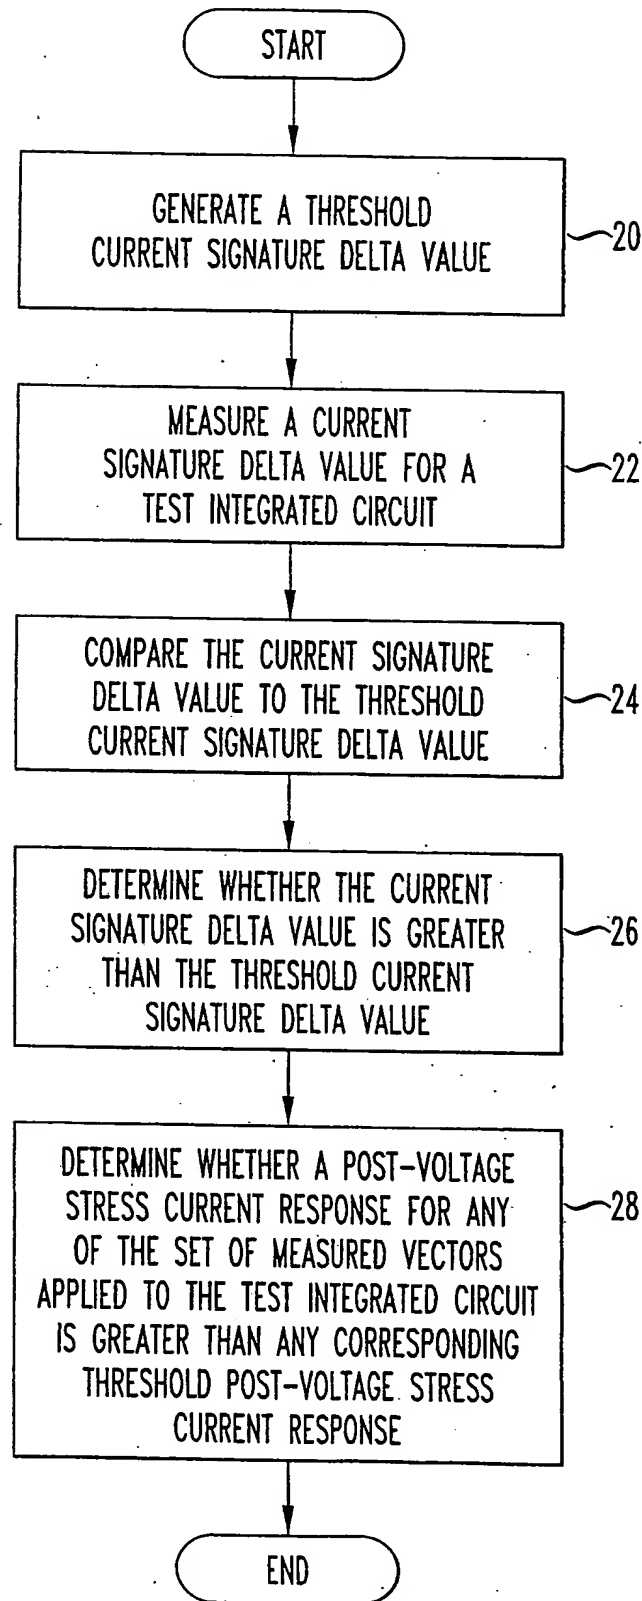 START
GENERATE A THRESHOLD
CURRENT SIGNATURE DELTA VALUE
20
MEASURE A CURRENT
SIGNATURE DELTA VALUE FOR A
TEST INTEGRATED CIRCUIT
22
COMPARE THE CURRENT SIGNATURE
DELTA VALUE TO THE THRESHOLD
CURRENT SIGNATURE DELTA VALUE
24
DETERMINE WHETHER THE CURRENT
SIGNATURE DELTA VALUE IS GREATER
THAN THE THRESHOLD CURRENT
SIGNATURE DELTA VALUE
26
DETERMINE WHETHER A POST-VOLTAGE
STRESS CURRENT RESPONSE FOR ANY
OF THE SET OF MEASURED VECTORS
APPLIED TO THE TEST INTEGRATED CIRCUIT
IS GREATER THAN ANY CORRESPONDING
THRESHOLD POST-VOLTAGE STRESS
CURRENT RESPONSE
28
END